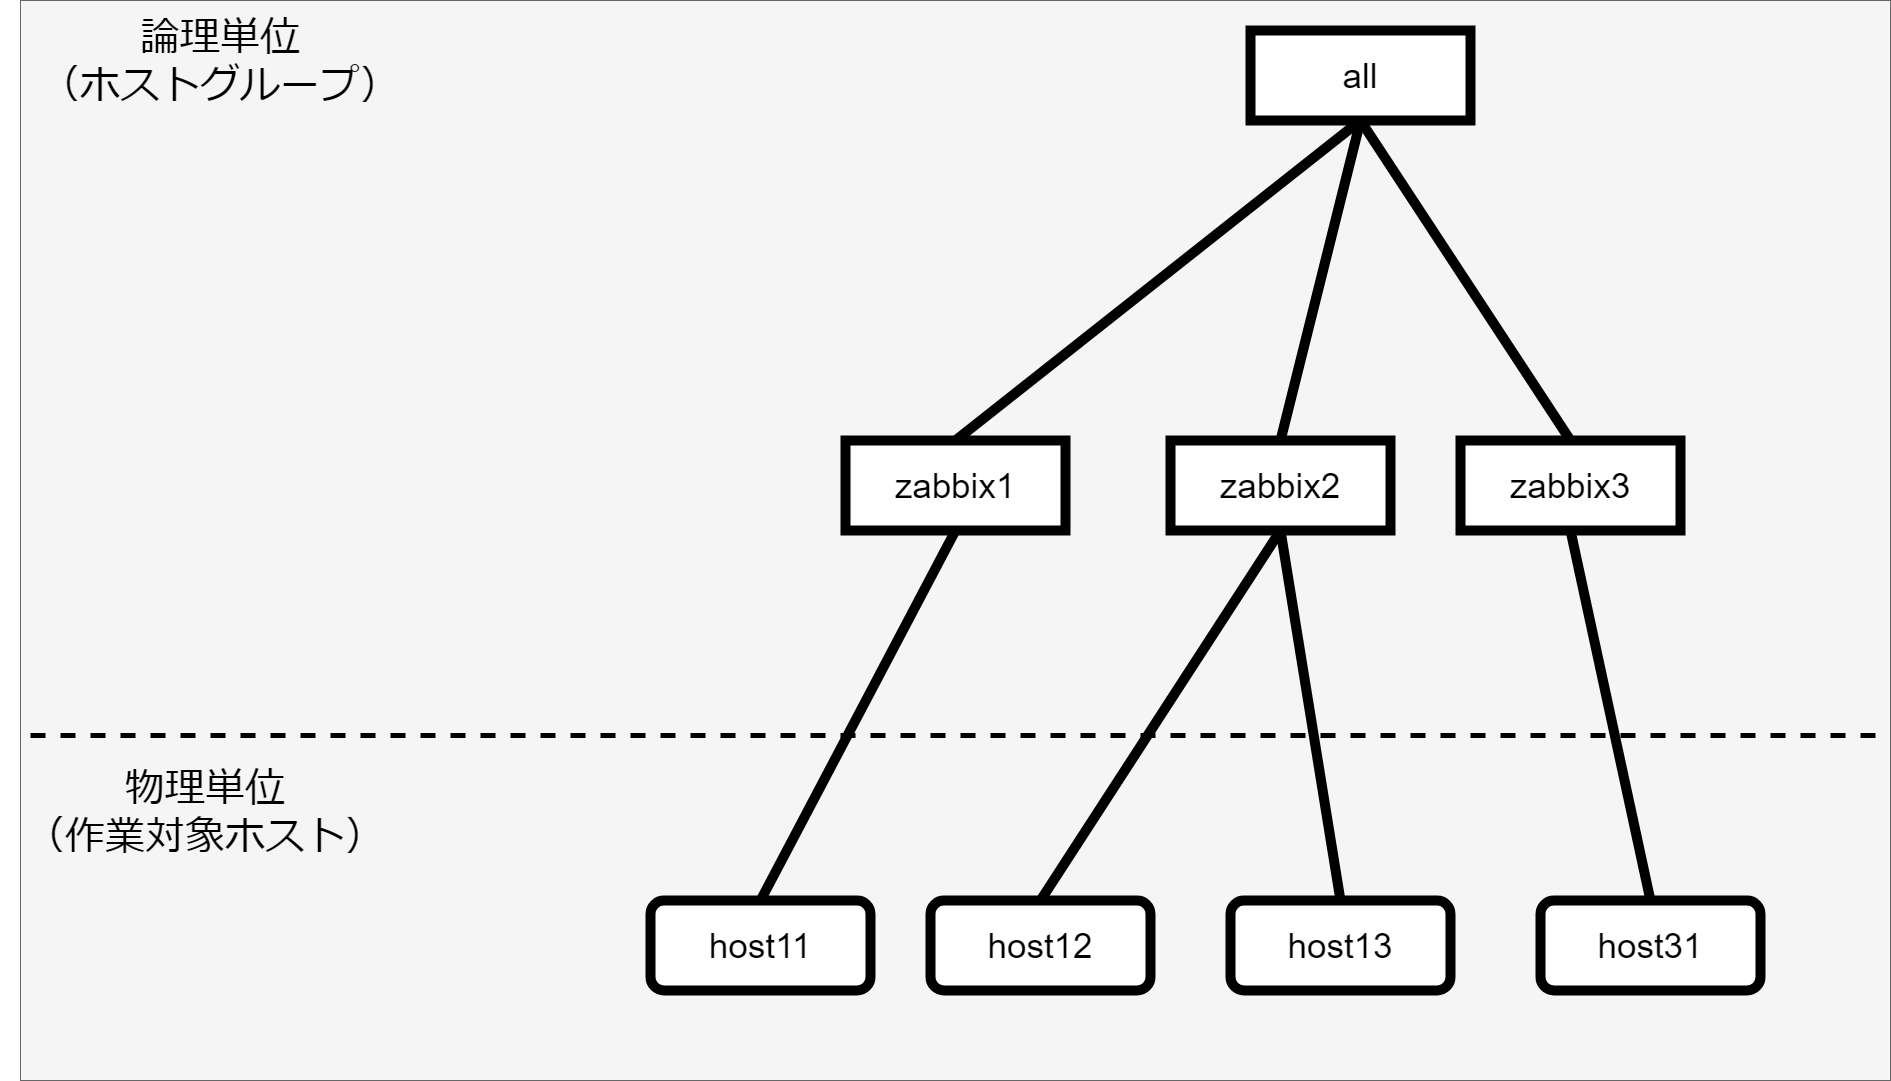 論理単位
（ホストグループ）
all
zabbix1
zabbix2
zabbix3
物理単位
（作業対象ホスト）
host11
host12
host13
host31